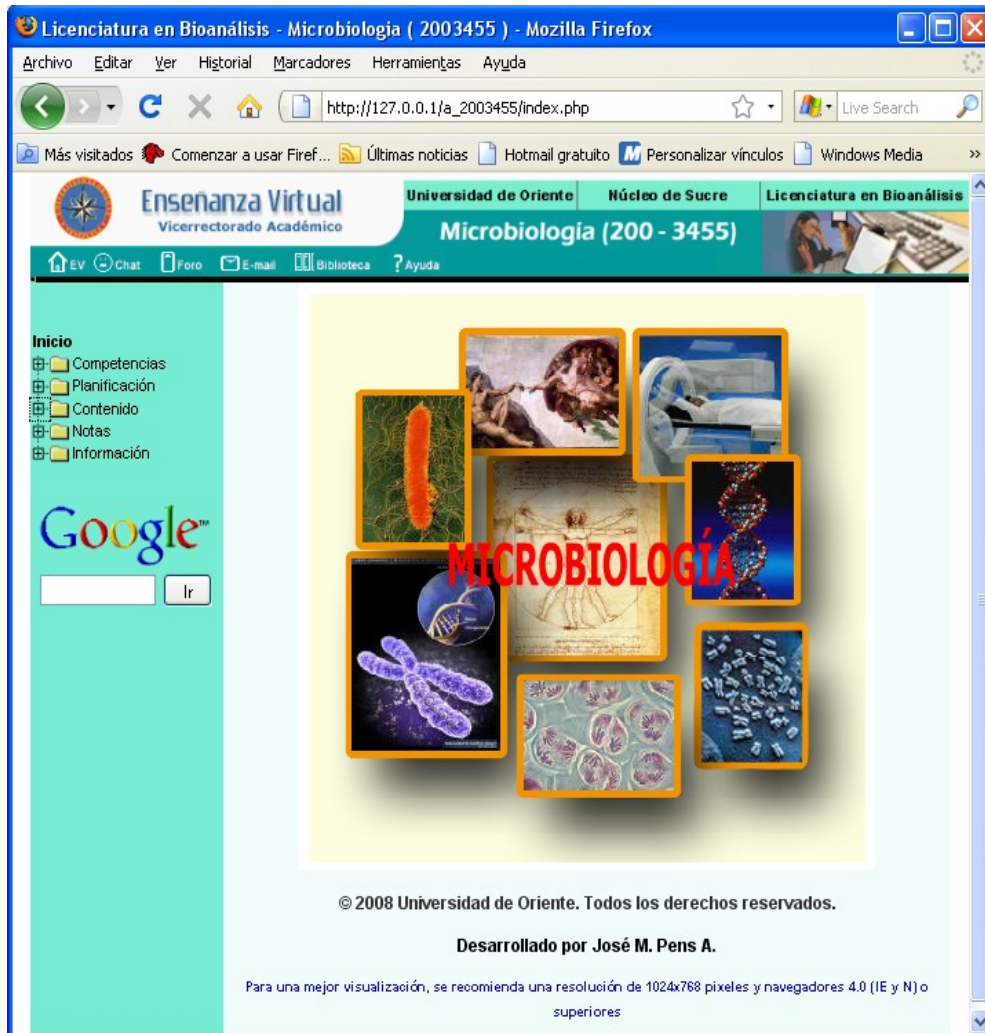 Licenciatura en Bioanálisis - Microbiologia ( 2003455 ) - Mozilla Firefox
Archivo Editar Ver Historial Marcadores Herramientas Ayuda
http://127.0.0.1/a_2003455/index.php Live Search
Más visitados Comenzar a usar Firef... Últimas noticias Hotmail gratuito Personalizar vínculos Windows Media »
Enseñanza Virtual
Vicerrectorado Académico
Universidad de Oriente Núcleo de Sucre Licenciatura en Bioanálisis
Microbiología (200 - 3455)
EV Chat Foro E-mail Biblioteca ? Ayuda
Inicio
Competencias
Planificación
Contenido
Notas
Información
Google™
Ir
MICROBIOLOGÍA
© 2008 Universidad de Oriente. Todos los derechos reservados.
Desarrollado por José M. Pens A.
Para una mejor visualización, se recomienda una resolución de 1024x768 pixeles y navegadores 4.0 (IE y N) o
superiores